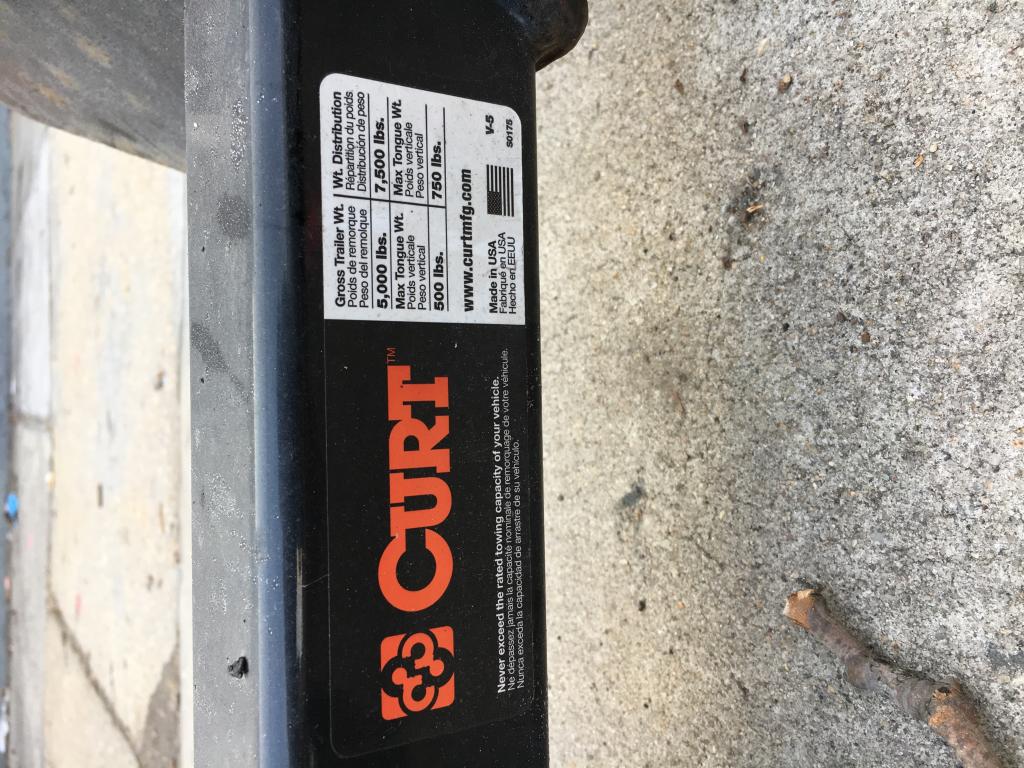 CURT™
Never exceed the rated towing capacity of your vehicle.
Ne dépassez jamais la capacité nominale de remorquage de votre véhicule.
Nunca exceda la capacidad de arrastre de su vehículo.
Gross Trailer Wt.
Poids de remorque
Peso del remolque
5,000 lbs.
Max Tongue Wt.
Poids verticale
Peso vertical
500 lbs.
Wt. Distribution
Répartition du poids
Distribución de peso
7,500 lbs.
Max Tongue Wt.
Poids verticale
Peso vertical
750 lbs.
www.curtmfg.com
Made in USA
Fabriqué en USA
Hecho en EEUU
V-5
S0175